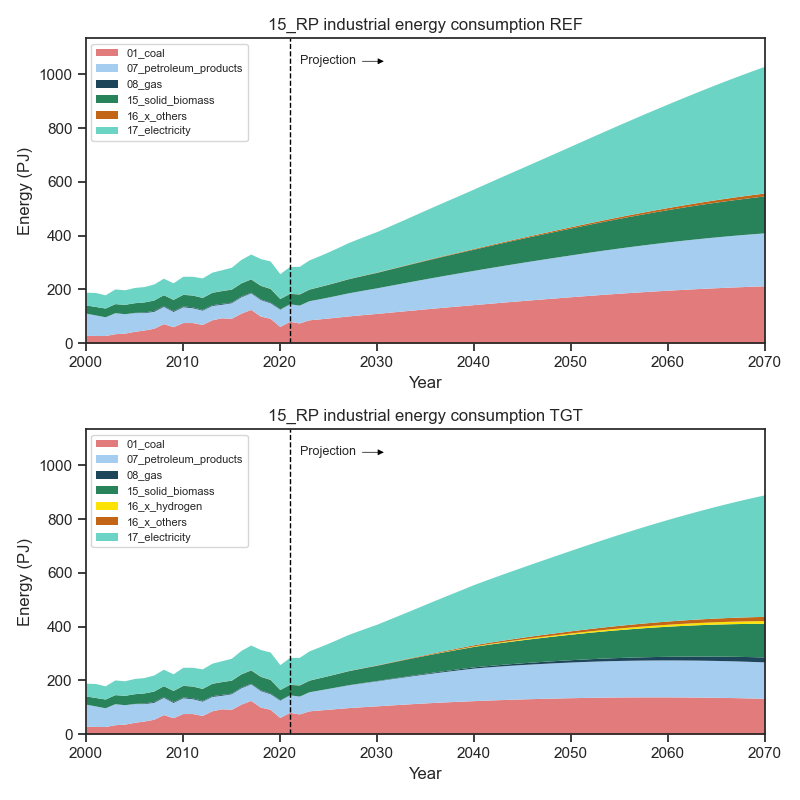 15_RP industrial energy consumption REF
01_coal
07_petroleum_products
08_gas
15_solid_biomass
16_x_others
17_electricity
Projection
1000
800
600
400
200
0
Energy (PJ)
2000 2010 2020 2030 2040 2050 2060 2070
Year
15_RP industrial energy consumption TGT
01_coal
07_petroleum_products
08_gas
15_solid_biomass
16_x_hydrogen
16_x_others
17_electricity
Projection
1000
800
600
400
200
0
Energy (PJ)
2000 2010 2020 2030 2040 2050 2060 2070
Year